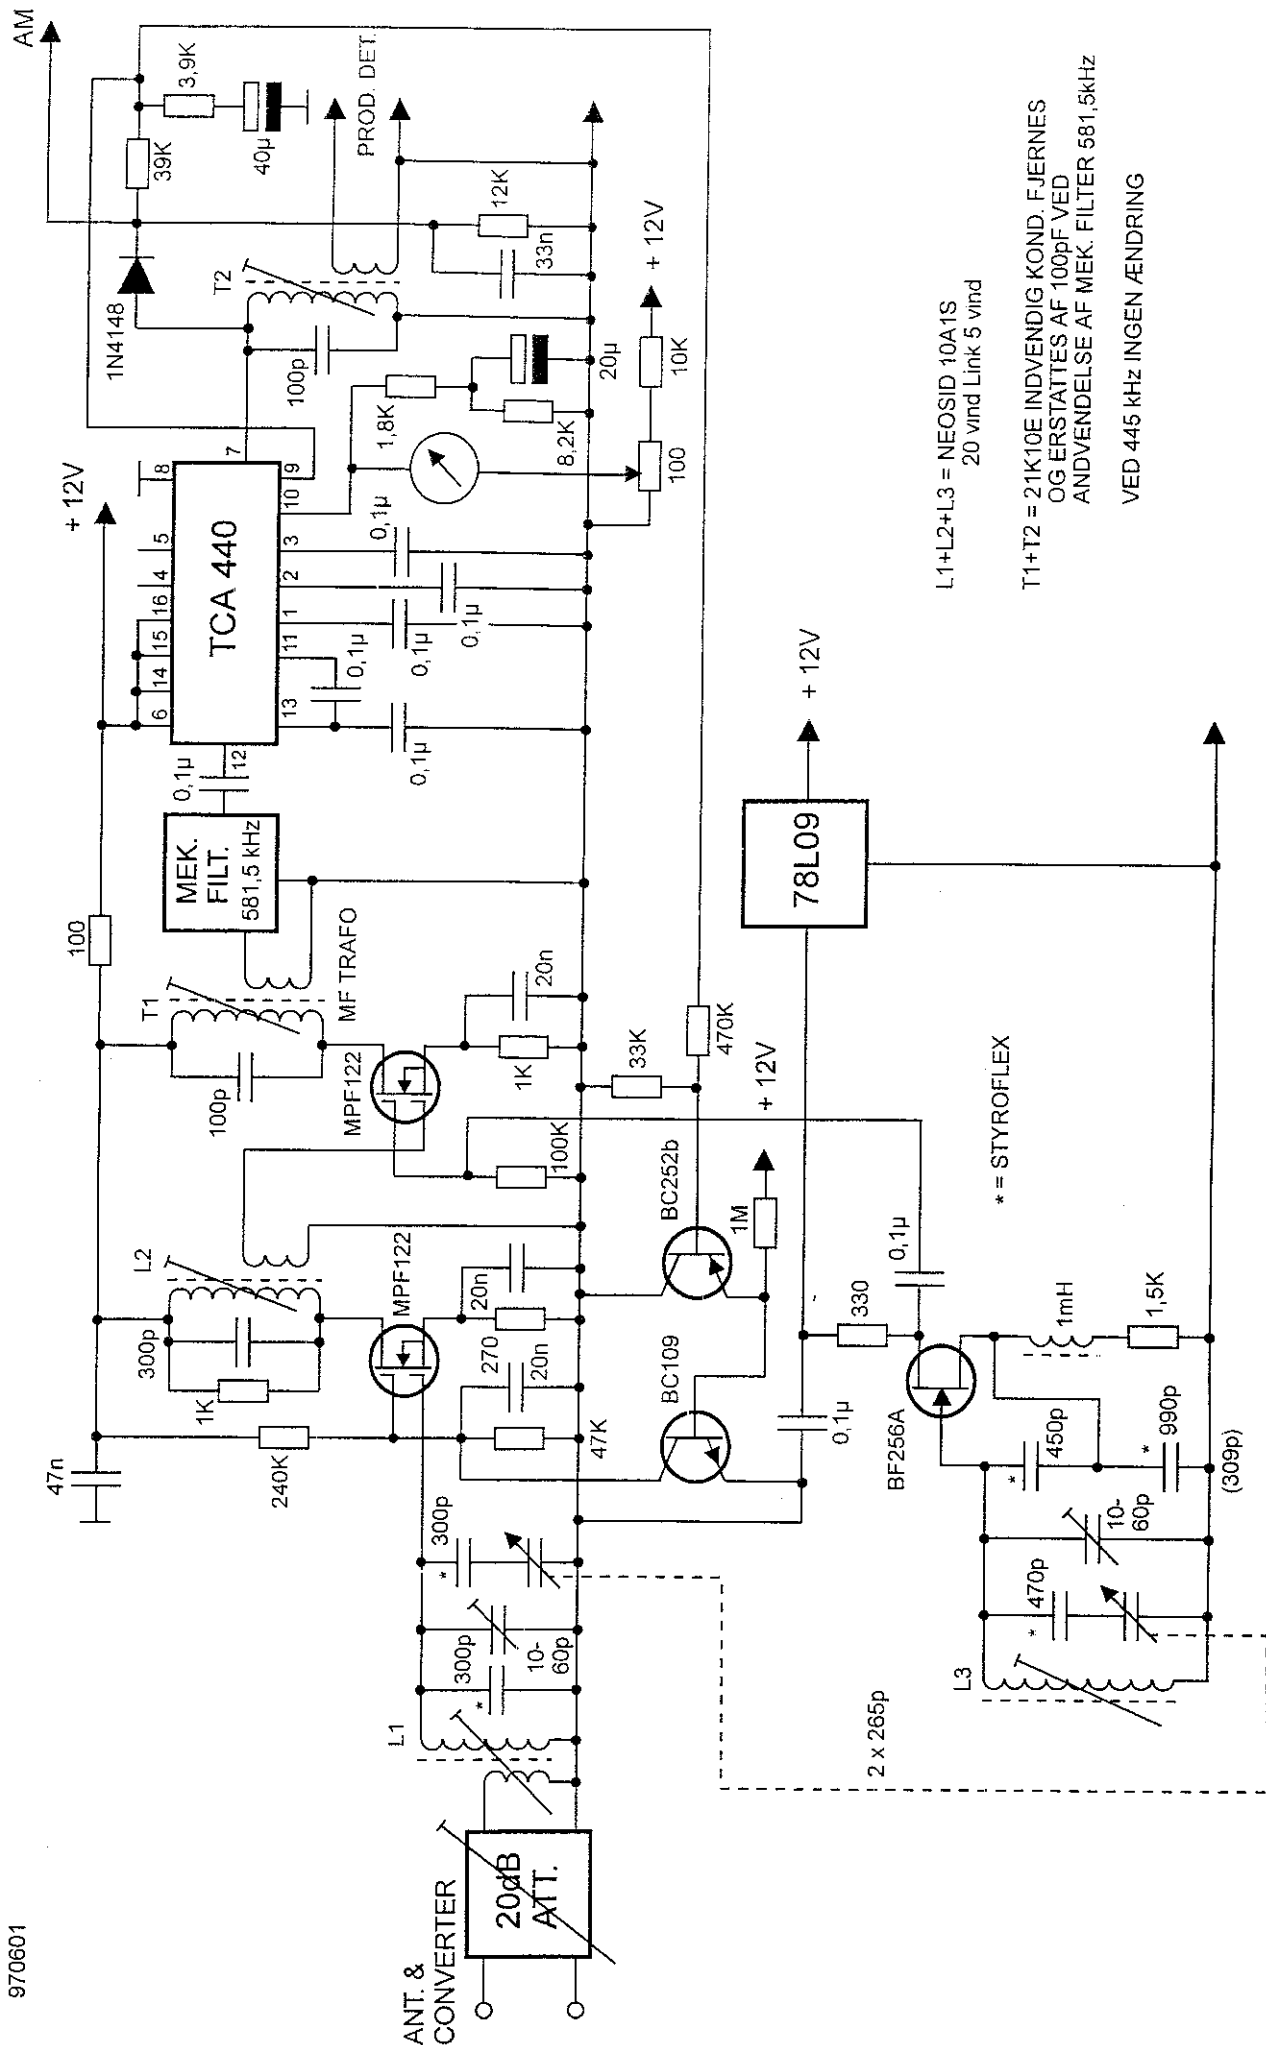 970601
ANT. &
CONVERTER
20dB
ATT.
L1
*
300p
10-
60p
*
300p
2 x 265p
47n
240K
1K
300p
L2
MPF122
270
20n
20n
47K
BC109
BC252b
1M
+ 12V
33K
470K
100K
MPF122
100p
T1
MF TRAFO
1K
20n
100
MEK.
FILT.
581,5 kHz
0,1µ
12
TCA 440
6
14
15
16
4
5
8
7
13
11
1
2
3
10
9
+ 12V
0,1µ
0,1µ
0,1µ
0,1µ
0,1µ
1N4148
100p
T2
1,8K
8,2K
20µ
100
10K
+ 12V
33n
12K
PROD. DET.
39K
3,9K
40µ
AM
L3
*
470p
10-
60p
*
450p
*
990p
(309p)
BF256A
330
0,1µ
0,1µ
1mH
1,5K
* = STYROFLEX
78L09
+ 12V
L1+L2+L3 = NEOSID 10A1S
20 vind Link 5 vind
T1+T2 = 21K10E INDVENDIG KOND. FJERNES
OG ERSTATTES AF 100pF VED
ANDVENDELSE AF MEK. FILTER 581,5kHz
VED 445 kHz INGEN ÆNDRING